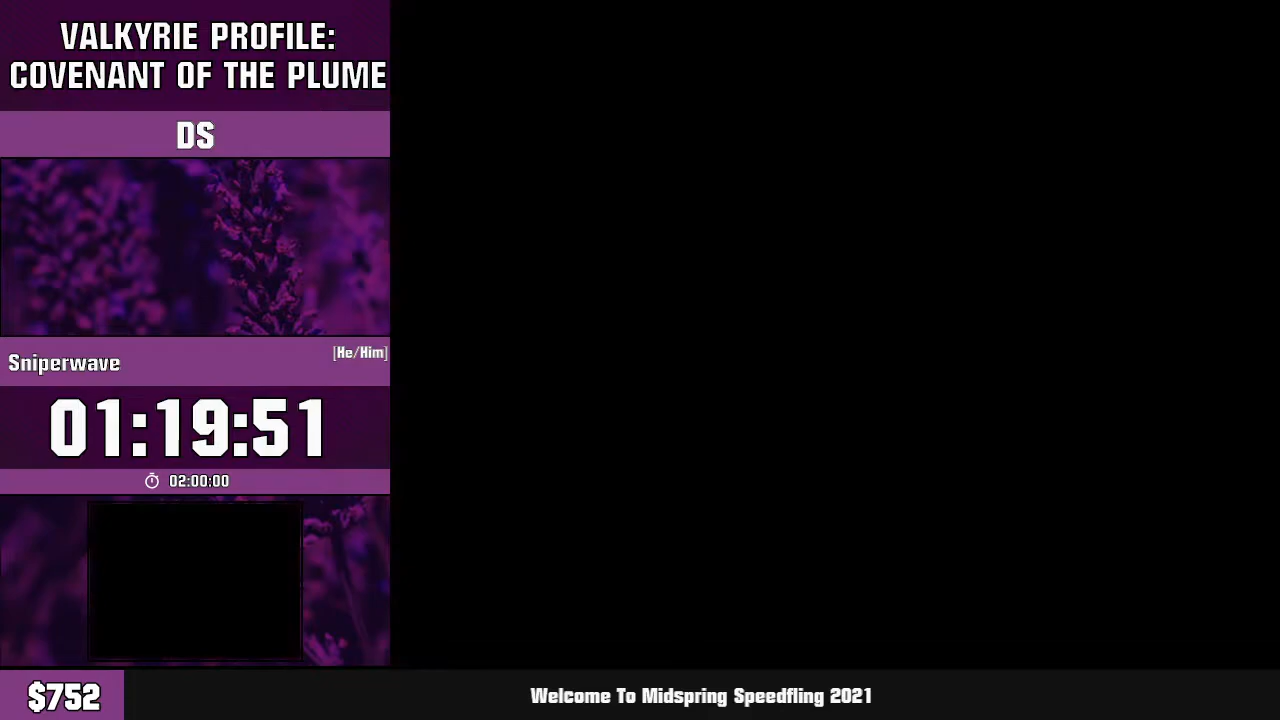 VALKYRIE PROFILE:
COVENANT OF THE PLUME
DS
Sniperwave
[He/Him]
01:19:51
02:00:00
$752
Welcome To Midspring Speedfling 2021